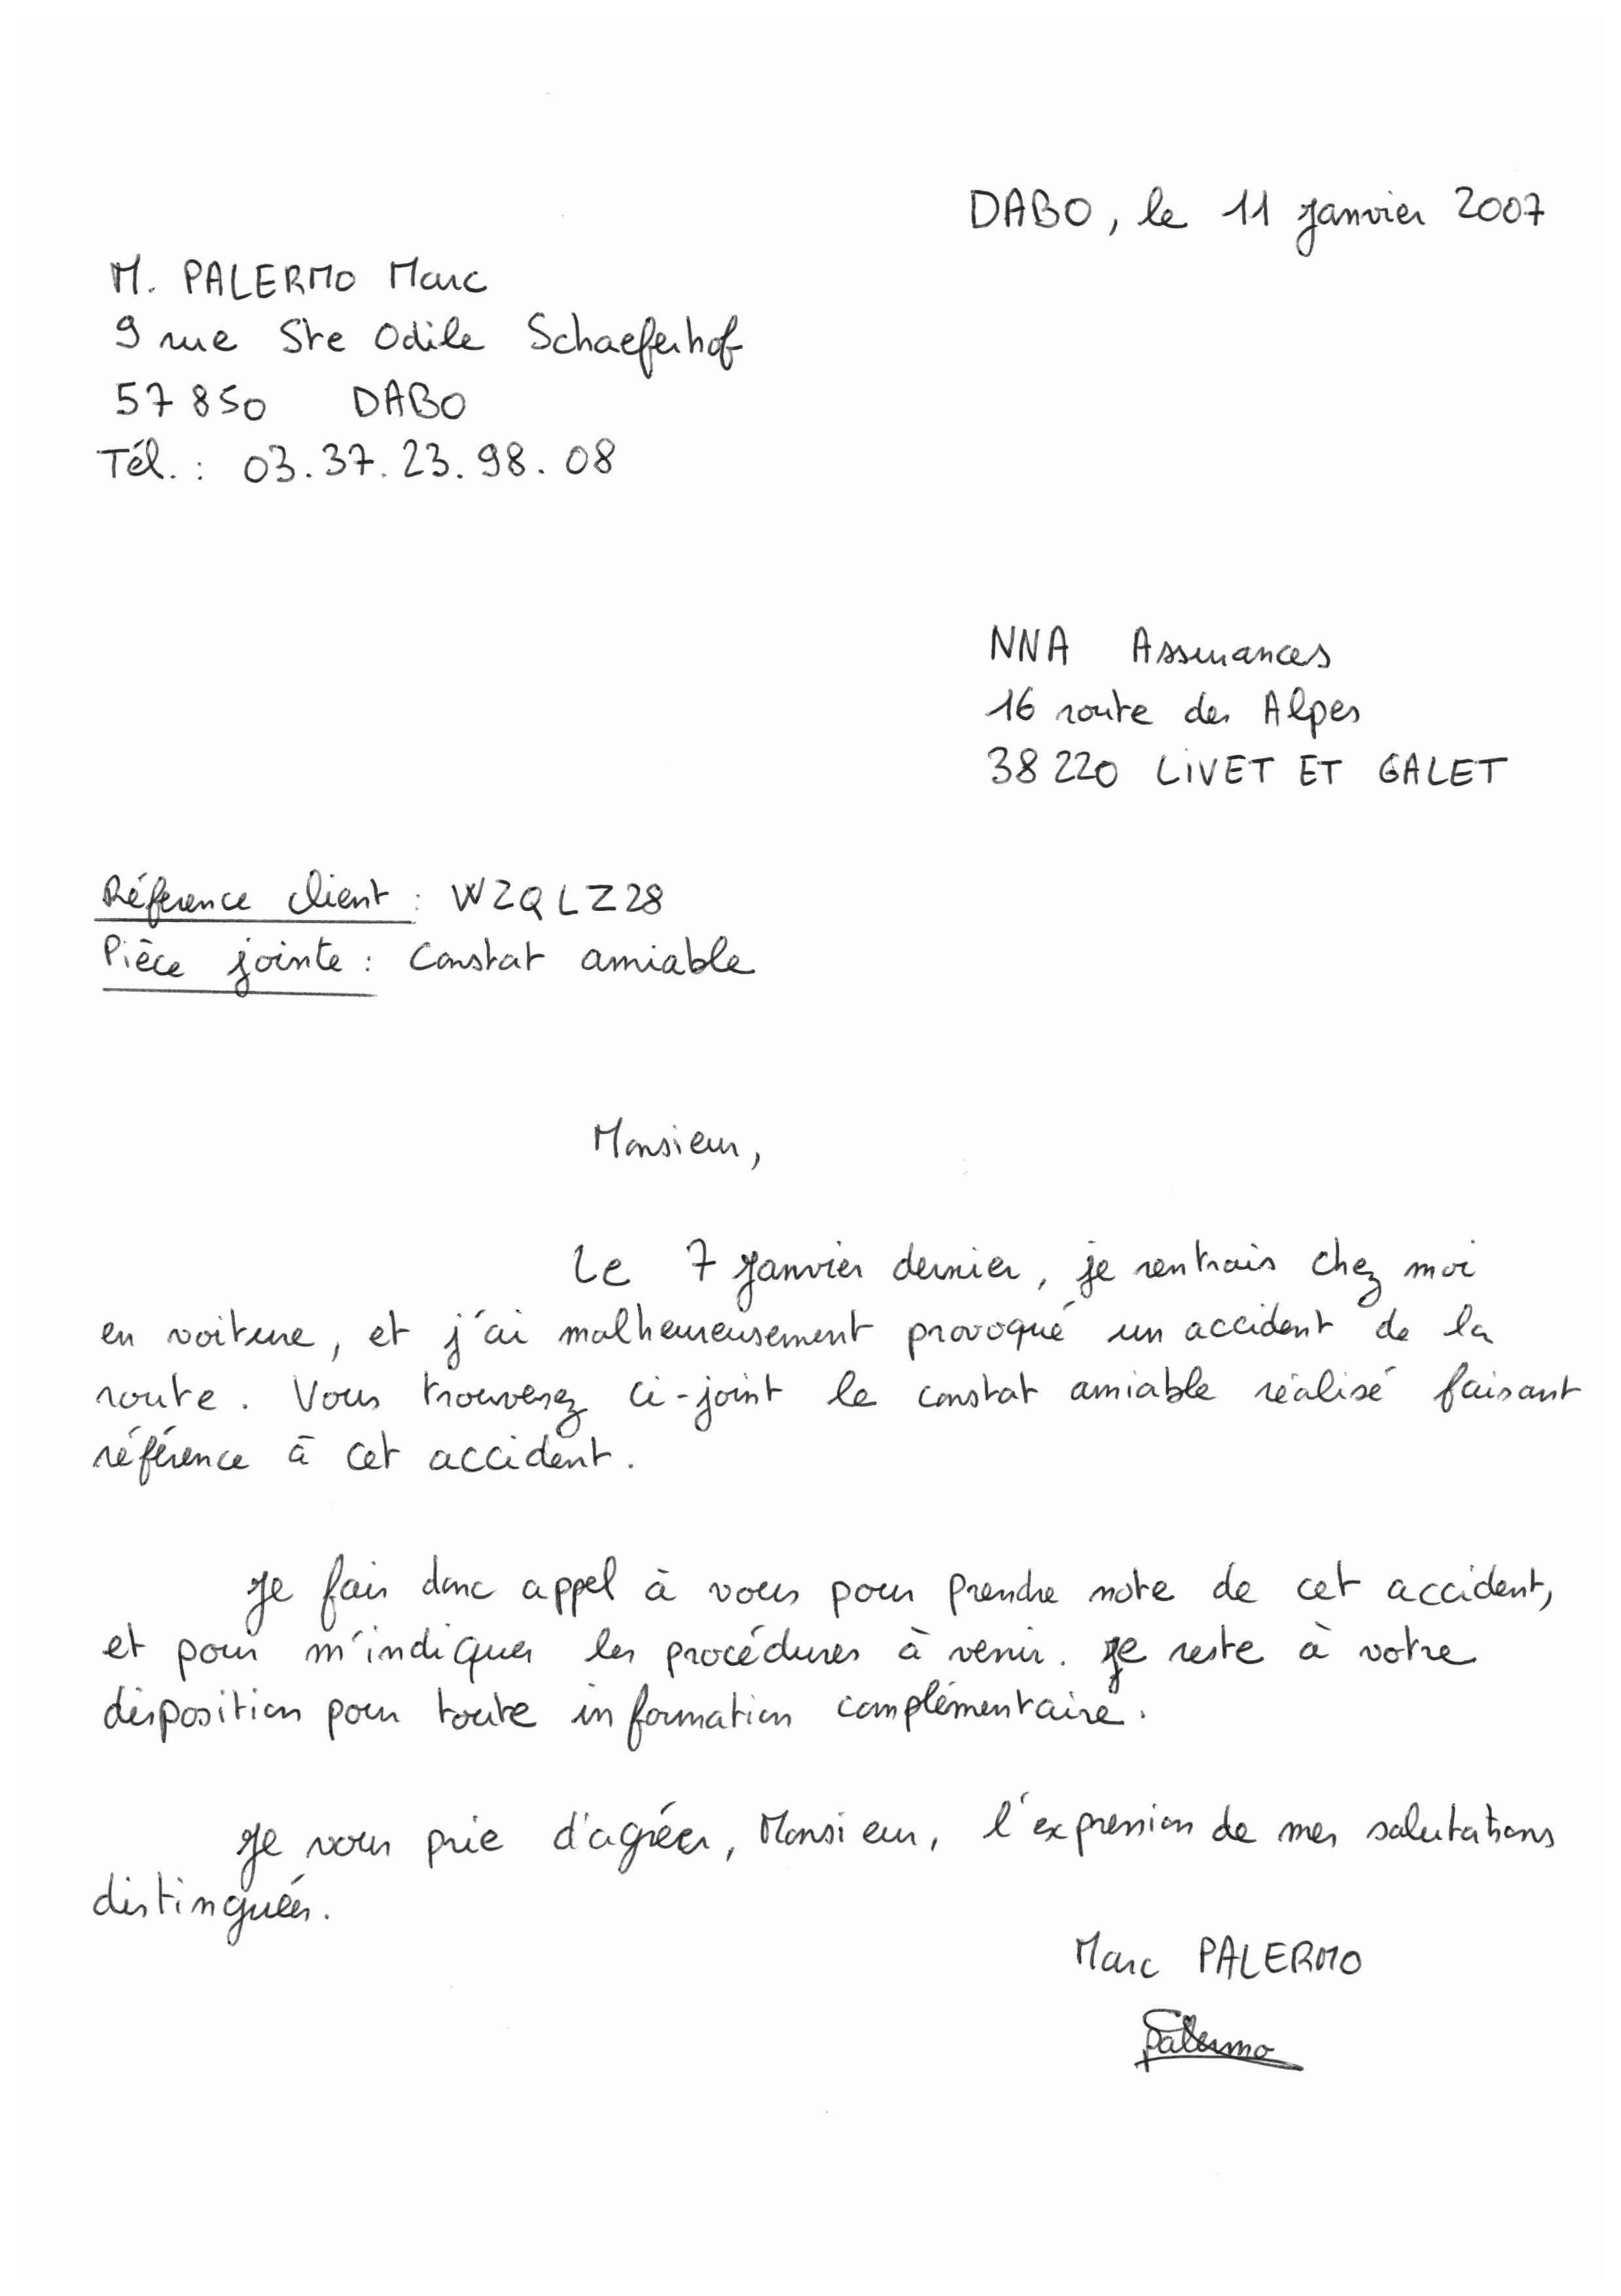 DABO, le 11 janvier 2007
M. PALERMO Marc
9 rue Ste Odile Schaeferhof
57 850 DABO
Tél. : 03.37.23.98.08
NNA Assurances
16 route des Alpes
38 220 LIVET ET GALET
Réference client : WZQLZ28
Pièce jointe : Constat amiable
Monsieur,
Le 7 janvier dernier, je rentrais chez moi
en voiture, et j'ai malheureusement provoqué un accident de la
route. Vous trouverez ci-joint le constat amiable réalisé faisant
référence à cet accident.
Je fais donc appel à vous pour prendre note de cet accident,
et pour m'indiquer les procédures à venir. Je reste à votre
disposition pour toute information complémentaire.
Je vous prie d'agréer, Monsieur, l'expression de mes salutations
distinguées.
Marc PALERMO
Palermo